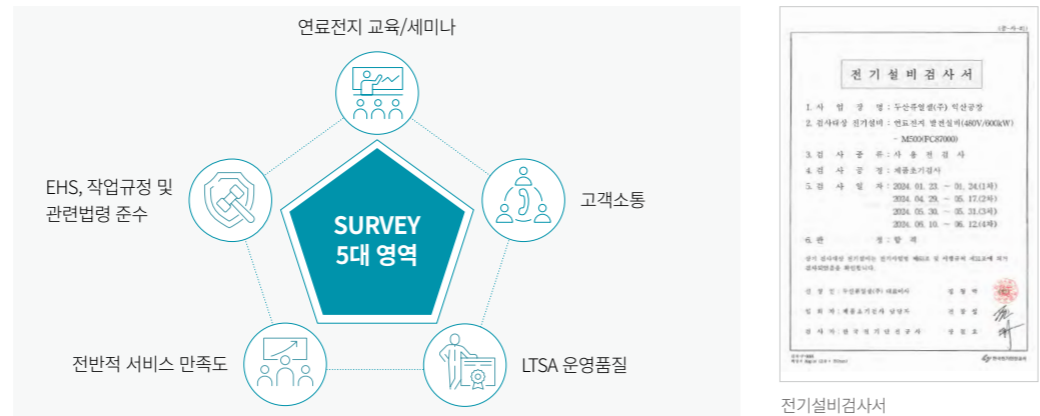 연료전지 교육/세미나
EHS, 작업규정 및
관련법령 준수
고객소통
SURVEY
5대 영역
전반적 서비스 만족도
LTSA 운영품질
전기설비검사서
1. 사 업 장 명 : 두산퓨얼셀(주) 익산공장
2. 검사대상 전기설비 : 연료전지 발전설비(480V/600kW)
- M500(PC87000)
3. 검 사 종 류 : 사 용 전 검 사
4. 검 사 공 정 : 제품초기검사
5. 검 사 일 자 : 2024. 01. 23. ~ 01. 24.(1차)
2024. 04. 29. ~ 05. 17.(2차)
2024. 05. 30. ~ 05. 31.(3차)
2024. 06. 10. ~ 06. 12.(4차)
6. 판 정 : 합 격
전기설비검사서